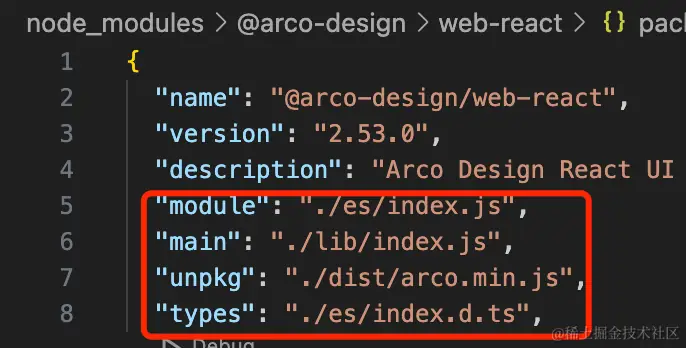 node_modules > @arco-design > web-react > {} pac
1 {
2 "name": "@arco-design/web-react",
3 "version": "2.53.0",
4 "description": "Arco Design React UI
5 "module": "./es/index.js",
6 "main": "./lib/index.js",
7 "unpkg": "./dist/arco.min.js",
8 "types": "./es/index.d.ts",
Debug
@稀土掘金技术社区